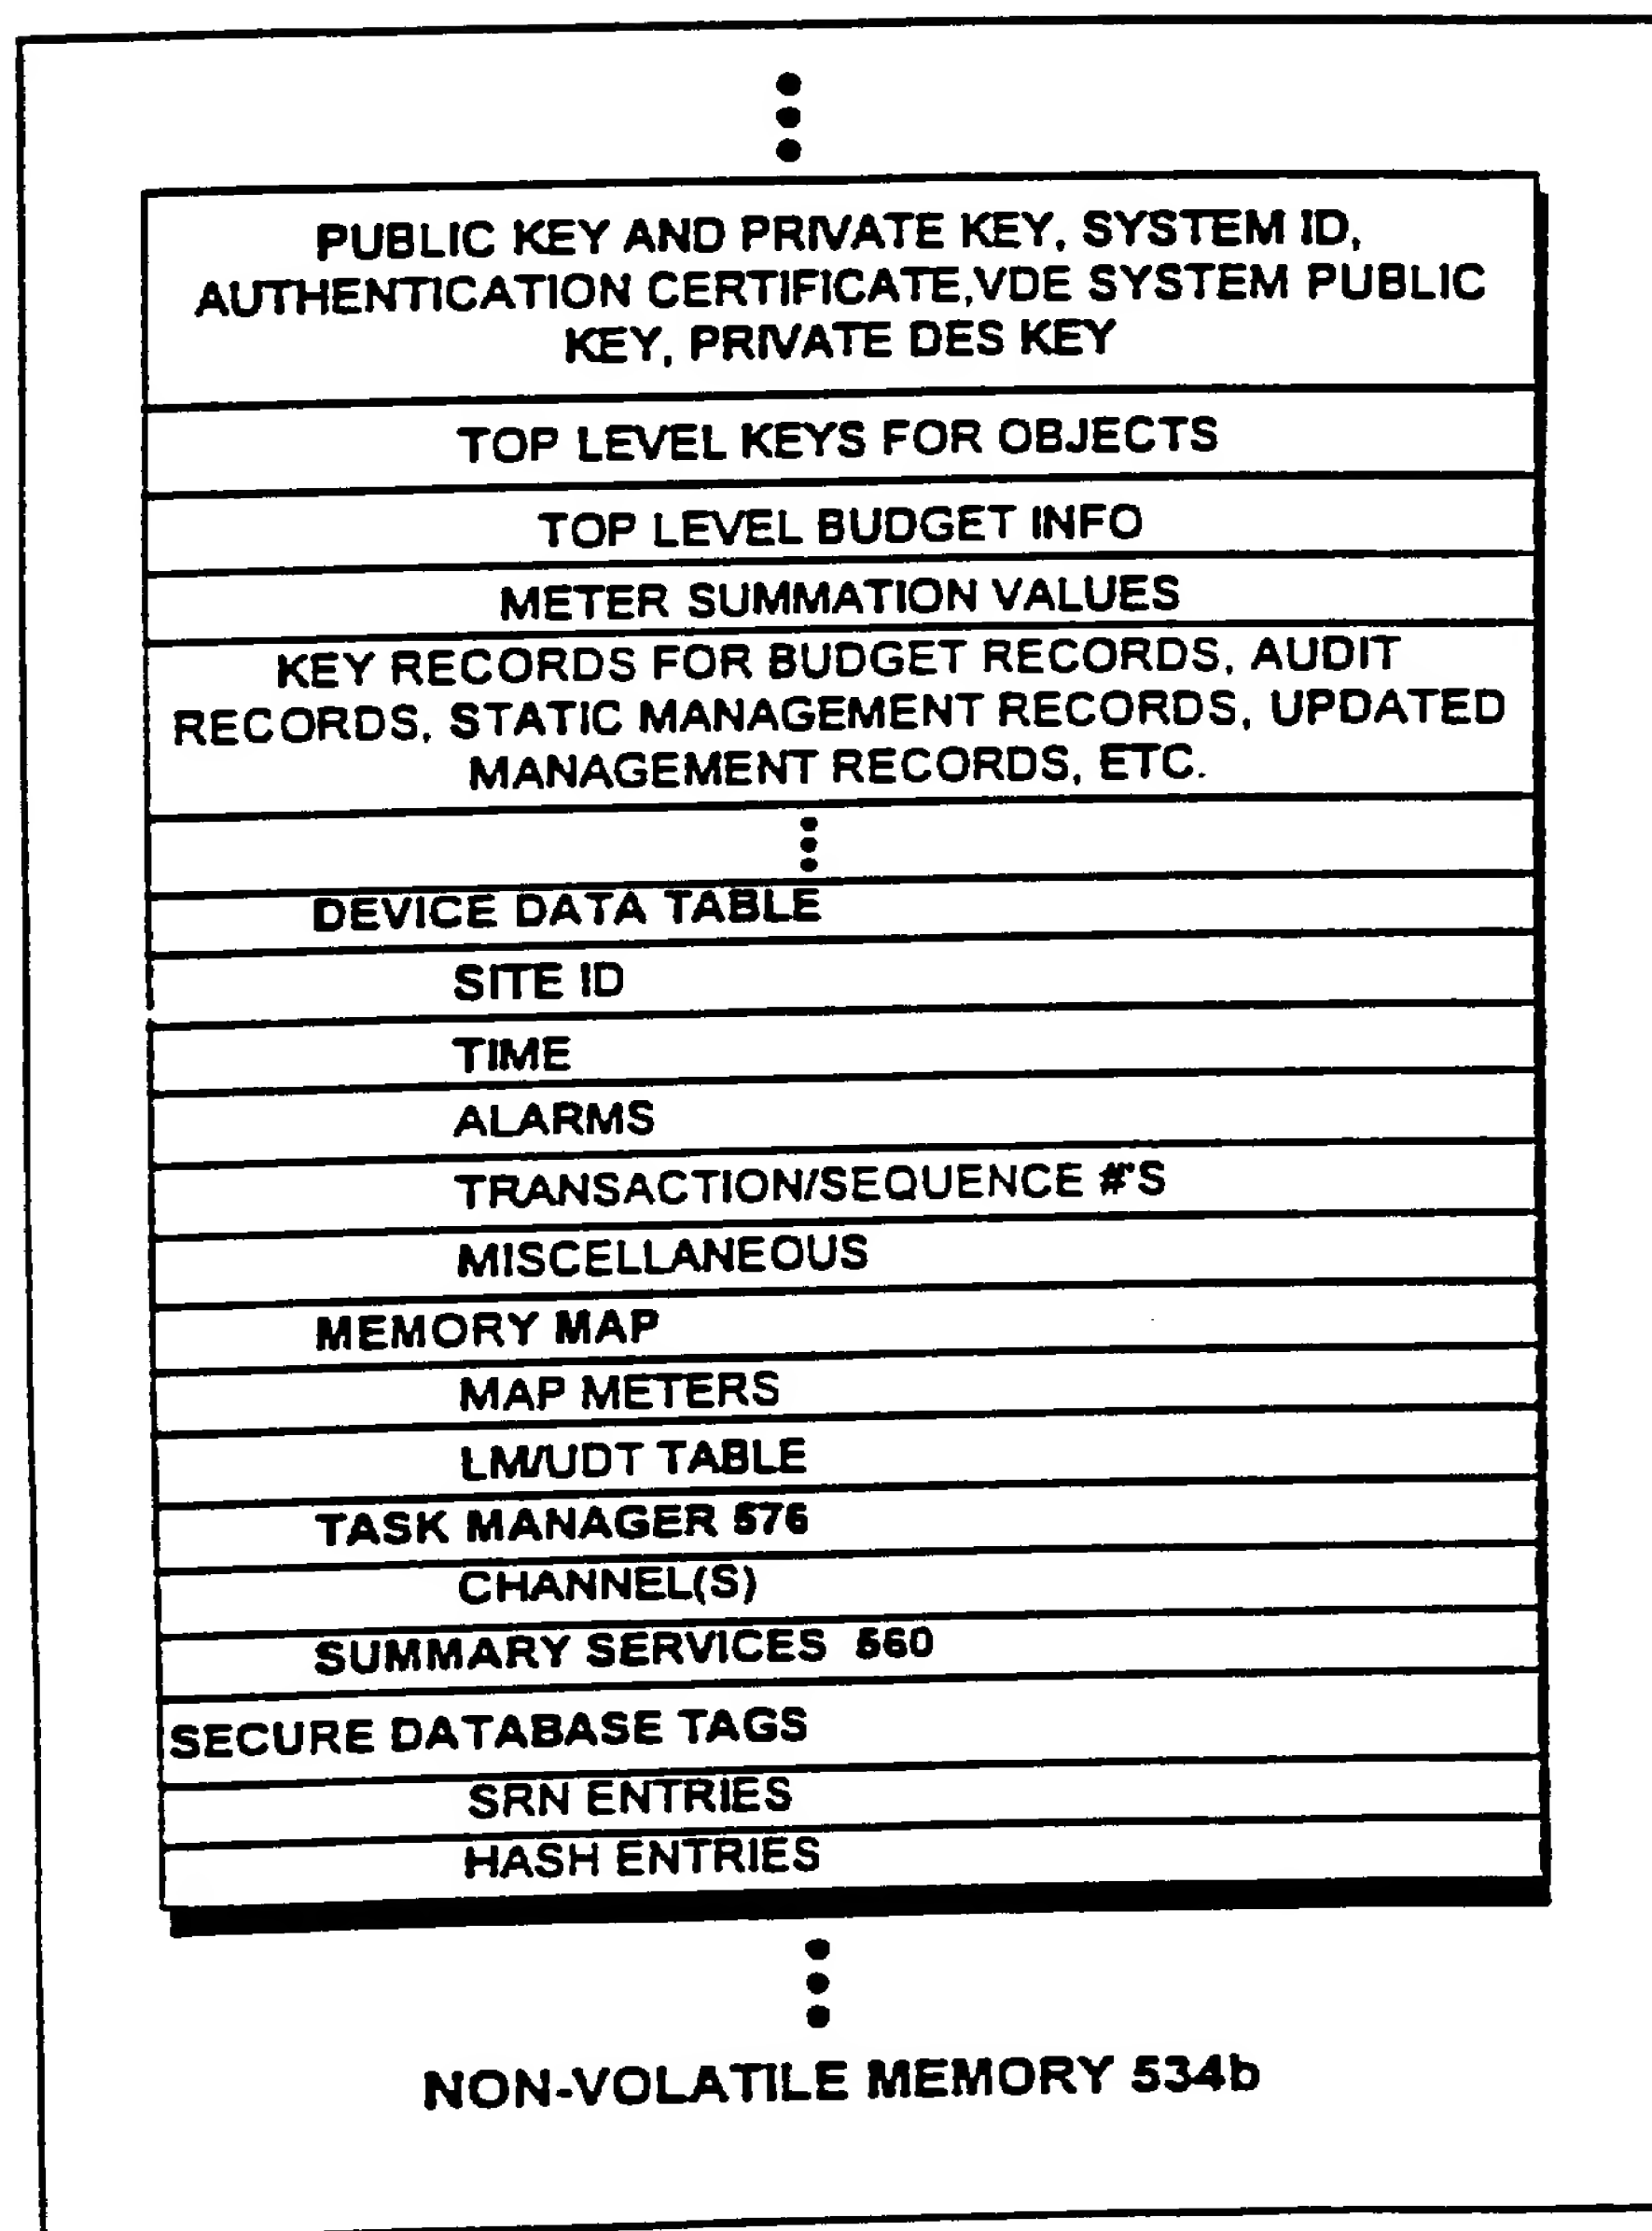 PUBLIC KEY AND PRIVATE KEY, SYSTEM ID,
AUTHENTICATION CERTIFICATE,VDE SYSTEM PUBLIC
KEY, PRIVATE DES KEY
TOP LEVEL KEYS FOR OBJECTS
TOP LEVEL BUDGET INFO
METER SUMMATION VALUES
KEY RECORDS FOR BUDGET RECORDS, AUDIT
RECORDS, STATIC MANAGEMENT RECORDS, UPDATED
MANAGEMENT RECORDS, ETC.
DEVICE DATA TABLE
SITE ID
TIME
ALARMS
TRANSACTION/SEQUENCE #'S
MISCELLANEOUS
MEMORY MAP
MAP METERS
LM/UDT TABLE
TASK MANAGER 576
CHANNEL(S)
SUMMARY SERVICES 560
SECURE DATABASE TAGS
SRN ENTRIES
HASH ENTRIES
NON-VOLATILE MEMORY 534b